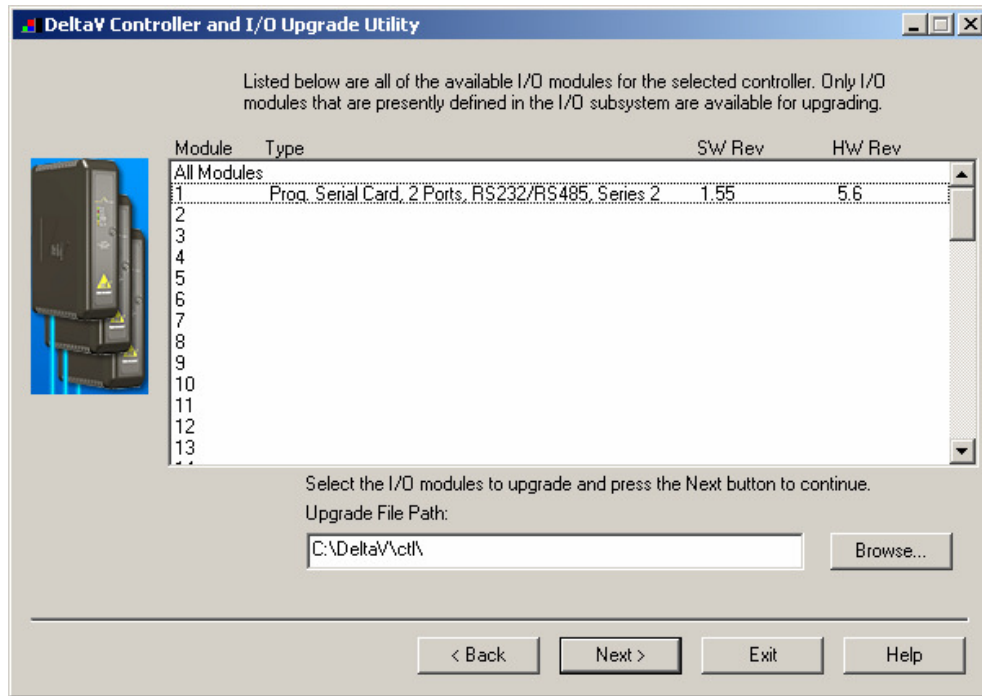 DeltaV Controller and I/O Upgrade Utility
Listed below are all of the available I/O modules for the selected controller. Only I/O
modules that are presently defined in the I/O subsystem are available for upgrading.
Module Type SW Rev HW Rev
All Modules
1 Prog. Serial Card, 2 Ports, RS232/RS485, Series 2 1.55 5.6
2
3
4
5
6
7
8
9
10
11
12
13
Select the I/O modules to upgrade and press the Next button to continue.
Upgrade File Path:
C:\DeltaV\ctl\
Browse...
< Back Next > Exit Help